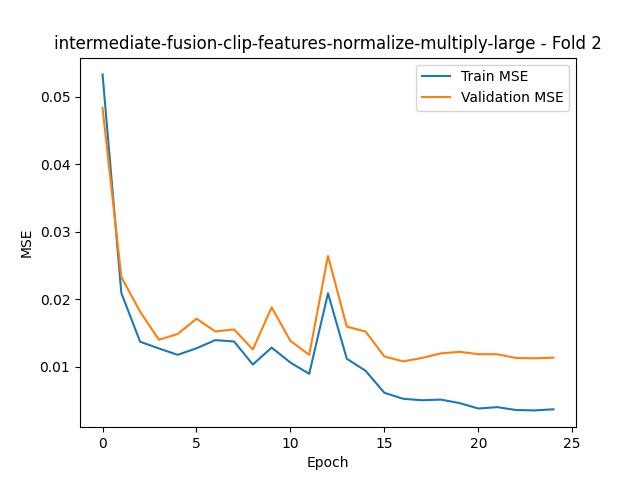 intermediate-fusion-clip-features-normalize-multiply-large - Fold 2
Train MSE
Validation MSE
0.05
0.04
0.03
0.02
0.01
MSE
0 5 10 15 20 25
Epoch